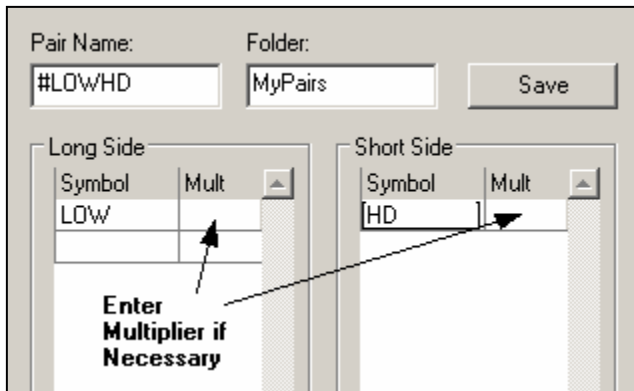 Pair Name: Folder:
#LOWHD MyPairs Save
Long Side Short Side
Symbol Mult Symbol Mult
LOW [HD ]
Enter
Multiplier if
Necessary